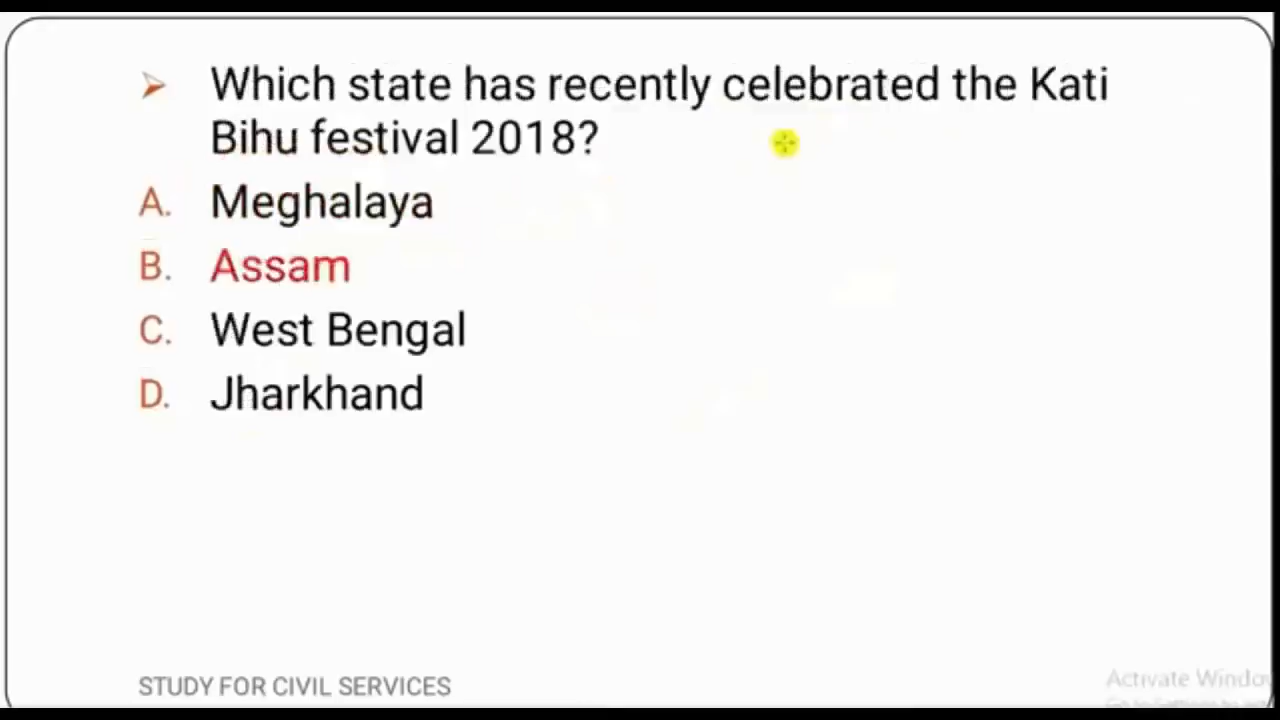 Which state has recently celebrated the Kati
Bihu festival 2018?
A. Meghalaya
B. Assam
C. West Bengal
D. Jharkhand
STUDY FOR CIVIL SERVICES
Activate